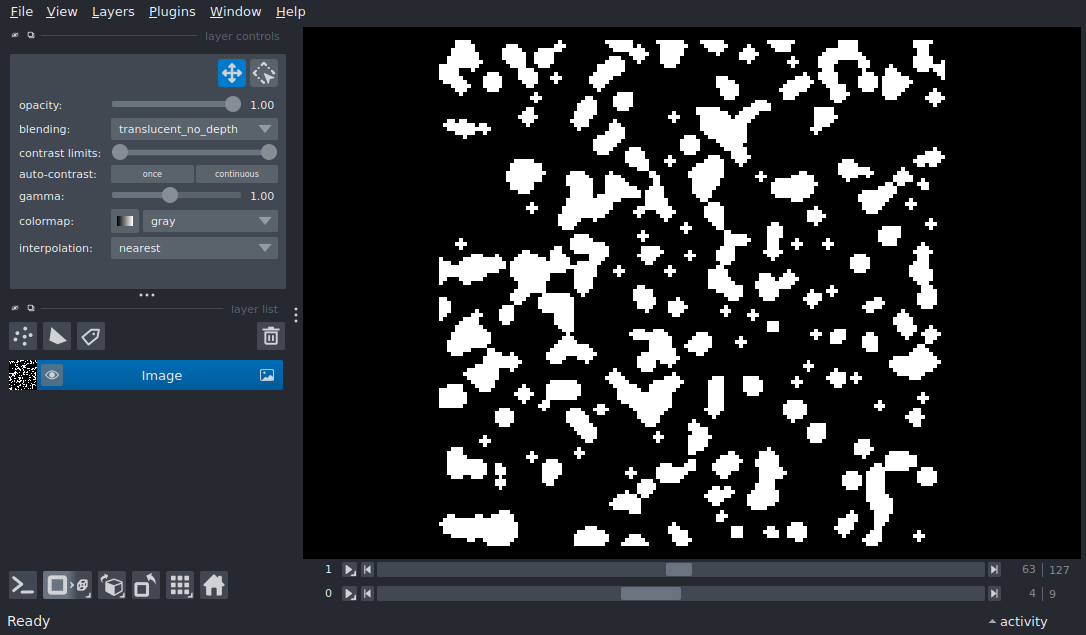 File View Layers Plugins Window Help
layer controls
opacity: 1.00
blending: translucent_no_depth
contrast limits:
auto-contrast: once continuous
gamma: 1.00
colormap: gray
interpolation: nearest
layer list
Image
1 63 127
0 4 9
Ready activity